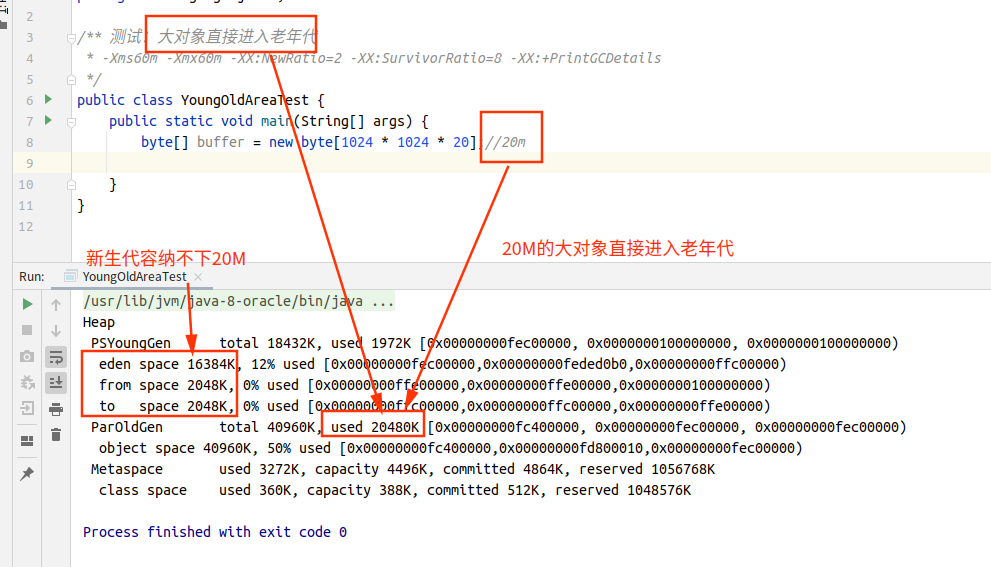 2
3 /** 测试：大对象直接进入老年代
4 * -Xms60m -Xmx60m -XX:NewRatio=2 -XX:SurvivorRatio=8 -XX:+PrintGCDetails
5 */
6 public class YoungOldAreaTest {
7 public static void main(String[] args) {
8 byte[] buffer = new byte[1024 * 1024 * 20];//20m
9
10 }
11 }
12
新生代容纳不下20M
20M的大对象直接进入老年代
Run: YoungOldAreaTest ×
/usr/lib/jvm/java-8-oracle/bin/java ...
Heap
PSYoungGen total 18432K, used 1972K [0x00000000fec00000, 0x0000000100000000, 0x0000000100000000)
eden space 16384K, 12% used [0x00000000fec00000,0x00000000feded0b0,0x00000000ffc00000)
from space 2048K, 0% used [0x00000000ffe00000,0x00000000ffe00000,0x0000000100000000)
to space 2048K, 0% used [0x00000000ffc00000,0x00000000ffc00000,0x00000000ffe00000)
ParOldGen total 40960K, used 20480K [0x00000000fc400000, 0x00000000fec00000, 0x00000000fec00000)
object space 40960K, 50% used [0x00000000fc400000,0x00000000fd800010,0x00000000fec00000)
Metaspace used 3272K, capacity 4496K, committed 4864K, reserved 1056768K
class space used 360K, capacity 388K, committed 512K, reserved 1048576K
Process finished with exit code 0